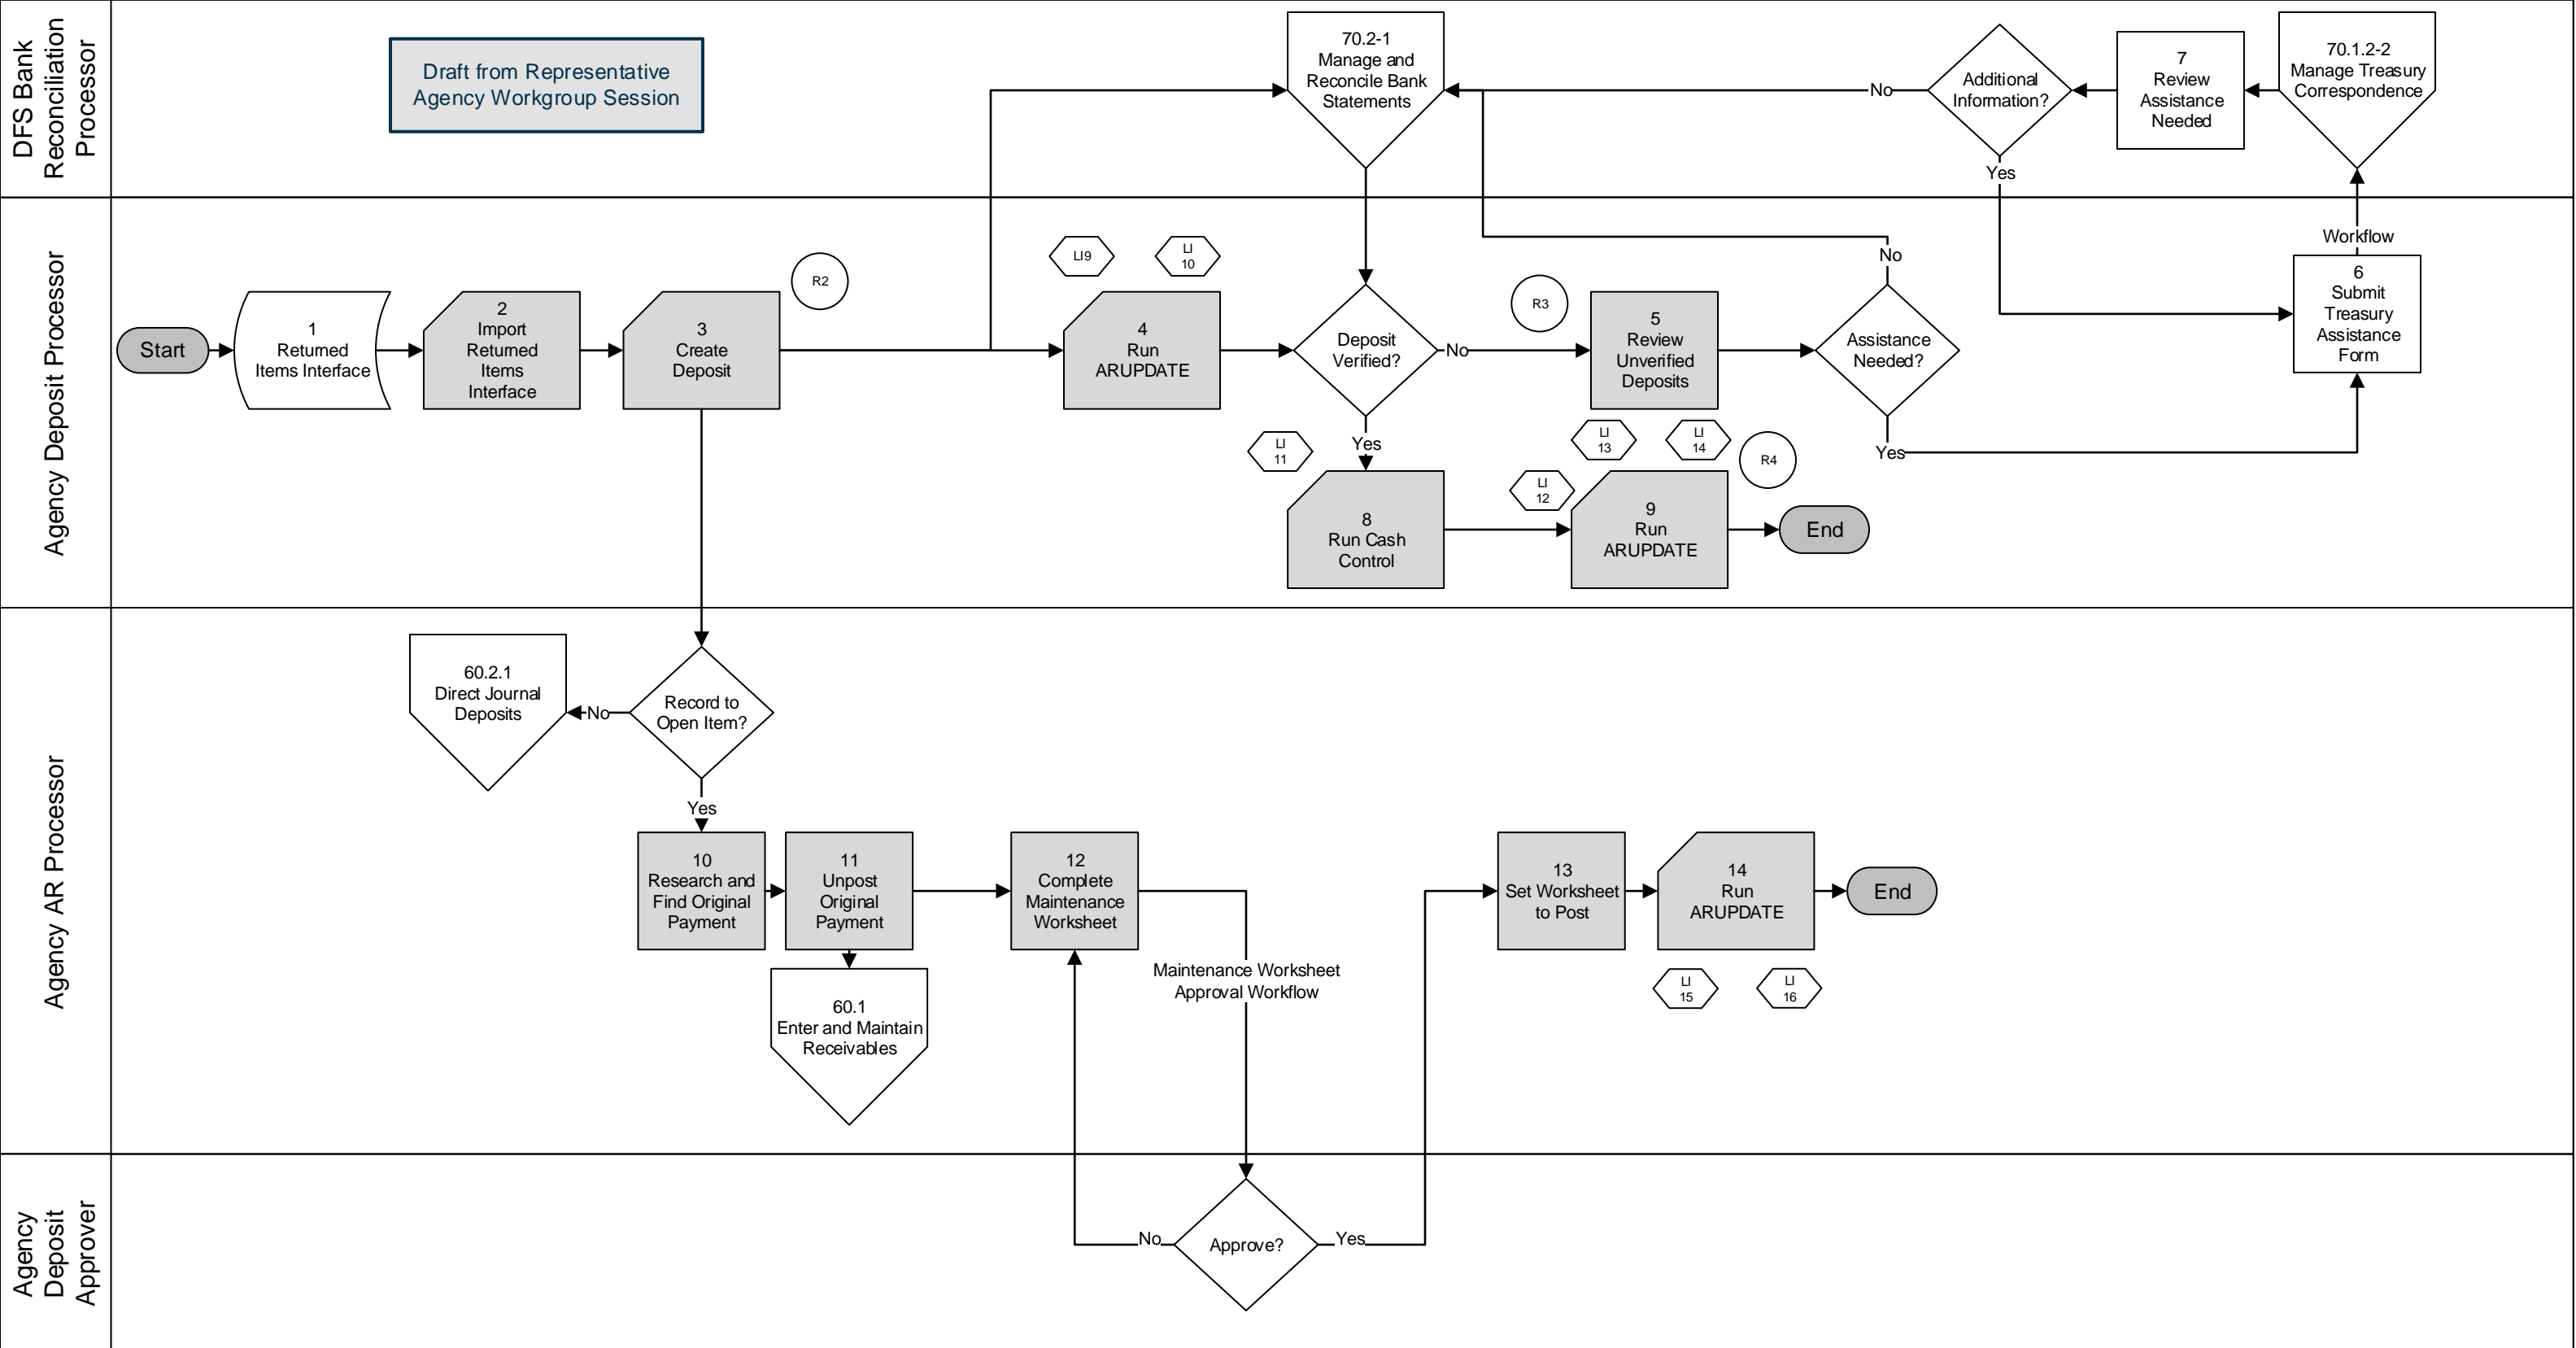 DFS Bank
Reconciliation
Processor
Draft from Representative
Agency Workgroup Session
70.2-1
Manage and
Reconcile Bank
Statements
No
Additional
Information?
Yes
7
Review
Assistance
Needed
70.1.2-2
Manage Treasury
Correspondence
Agency Deposit Processor
Start
1
Returned
Items Interface
2
Import
Returned
Items
Interface
3
Create
Deposit
R2
LI9
LI
10
4
Run
ARUPDATE
Deposit
Verified?
No
Yes
R3
5
Review
Unverified
Deposits
Assistance
Needed?
No
Yes
Workflow
6
Submit
Treasury
Assistance
Form
LI
11
8
Run Cash
Control
LI
12
LI
13
LI
14
R4
9
Run
ARUPDATE
End
Agency AR Processor
60.2.1
Direct Journal
Deposits
No
Record to
Open Item?
Yes
10
Research and
Find Original
Payment
11
Unpost
Original
Payment
60.1
Enter and Maintain
Receivables
12
Complete
Maintenance
Worksheet
Maintenance Worksheet
Approval Workflow
13
Set Worksheet
to Post
14
Run
ARUPDATE
End
LI
15
LI
16
Agency
Deposit
Approver
No
Approve?
Yes